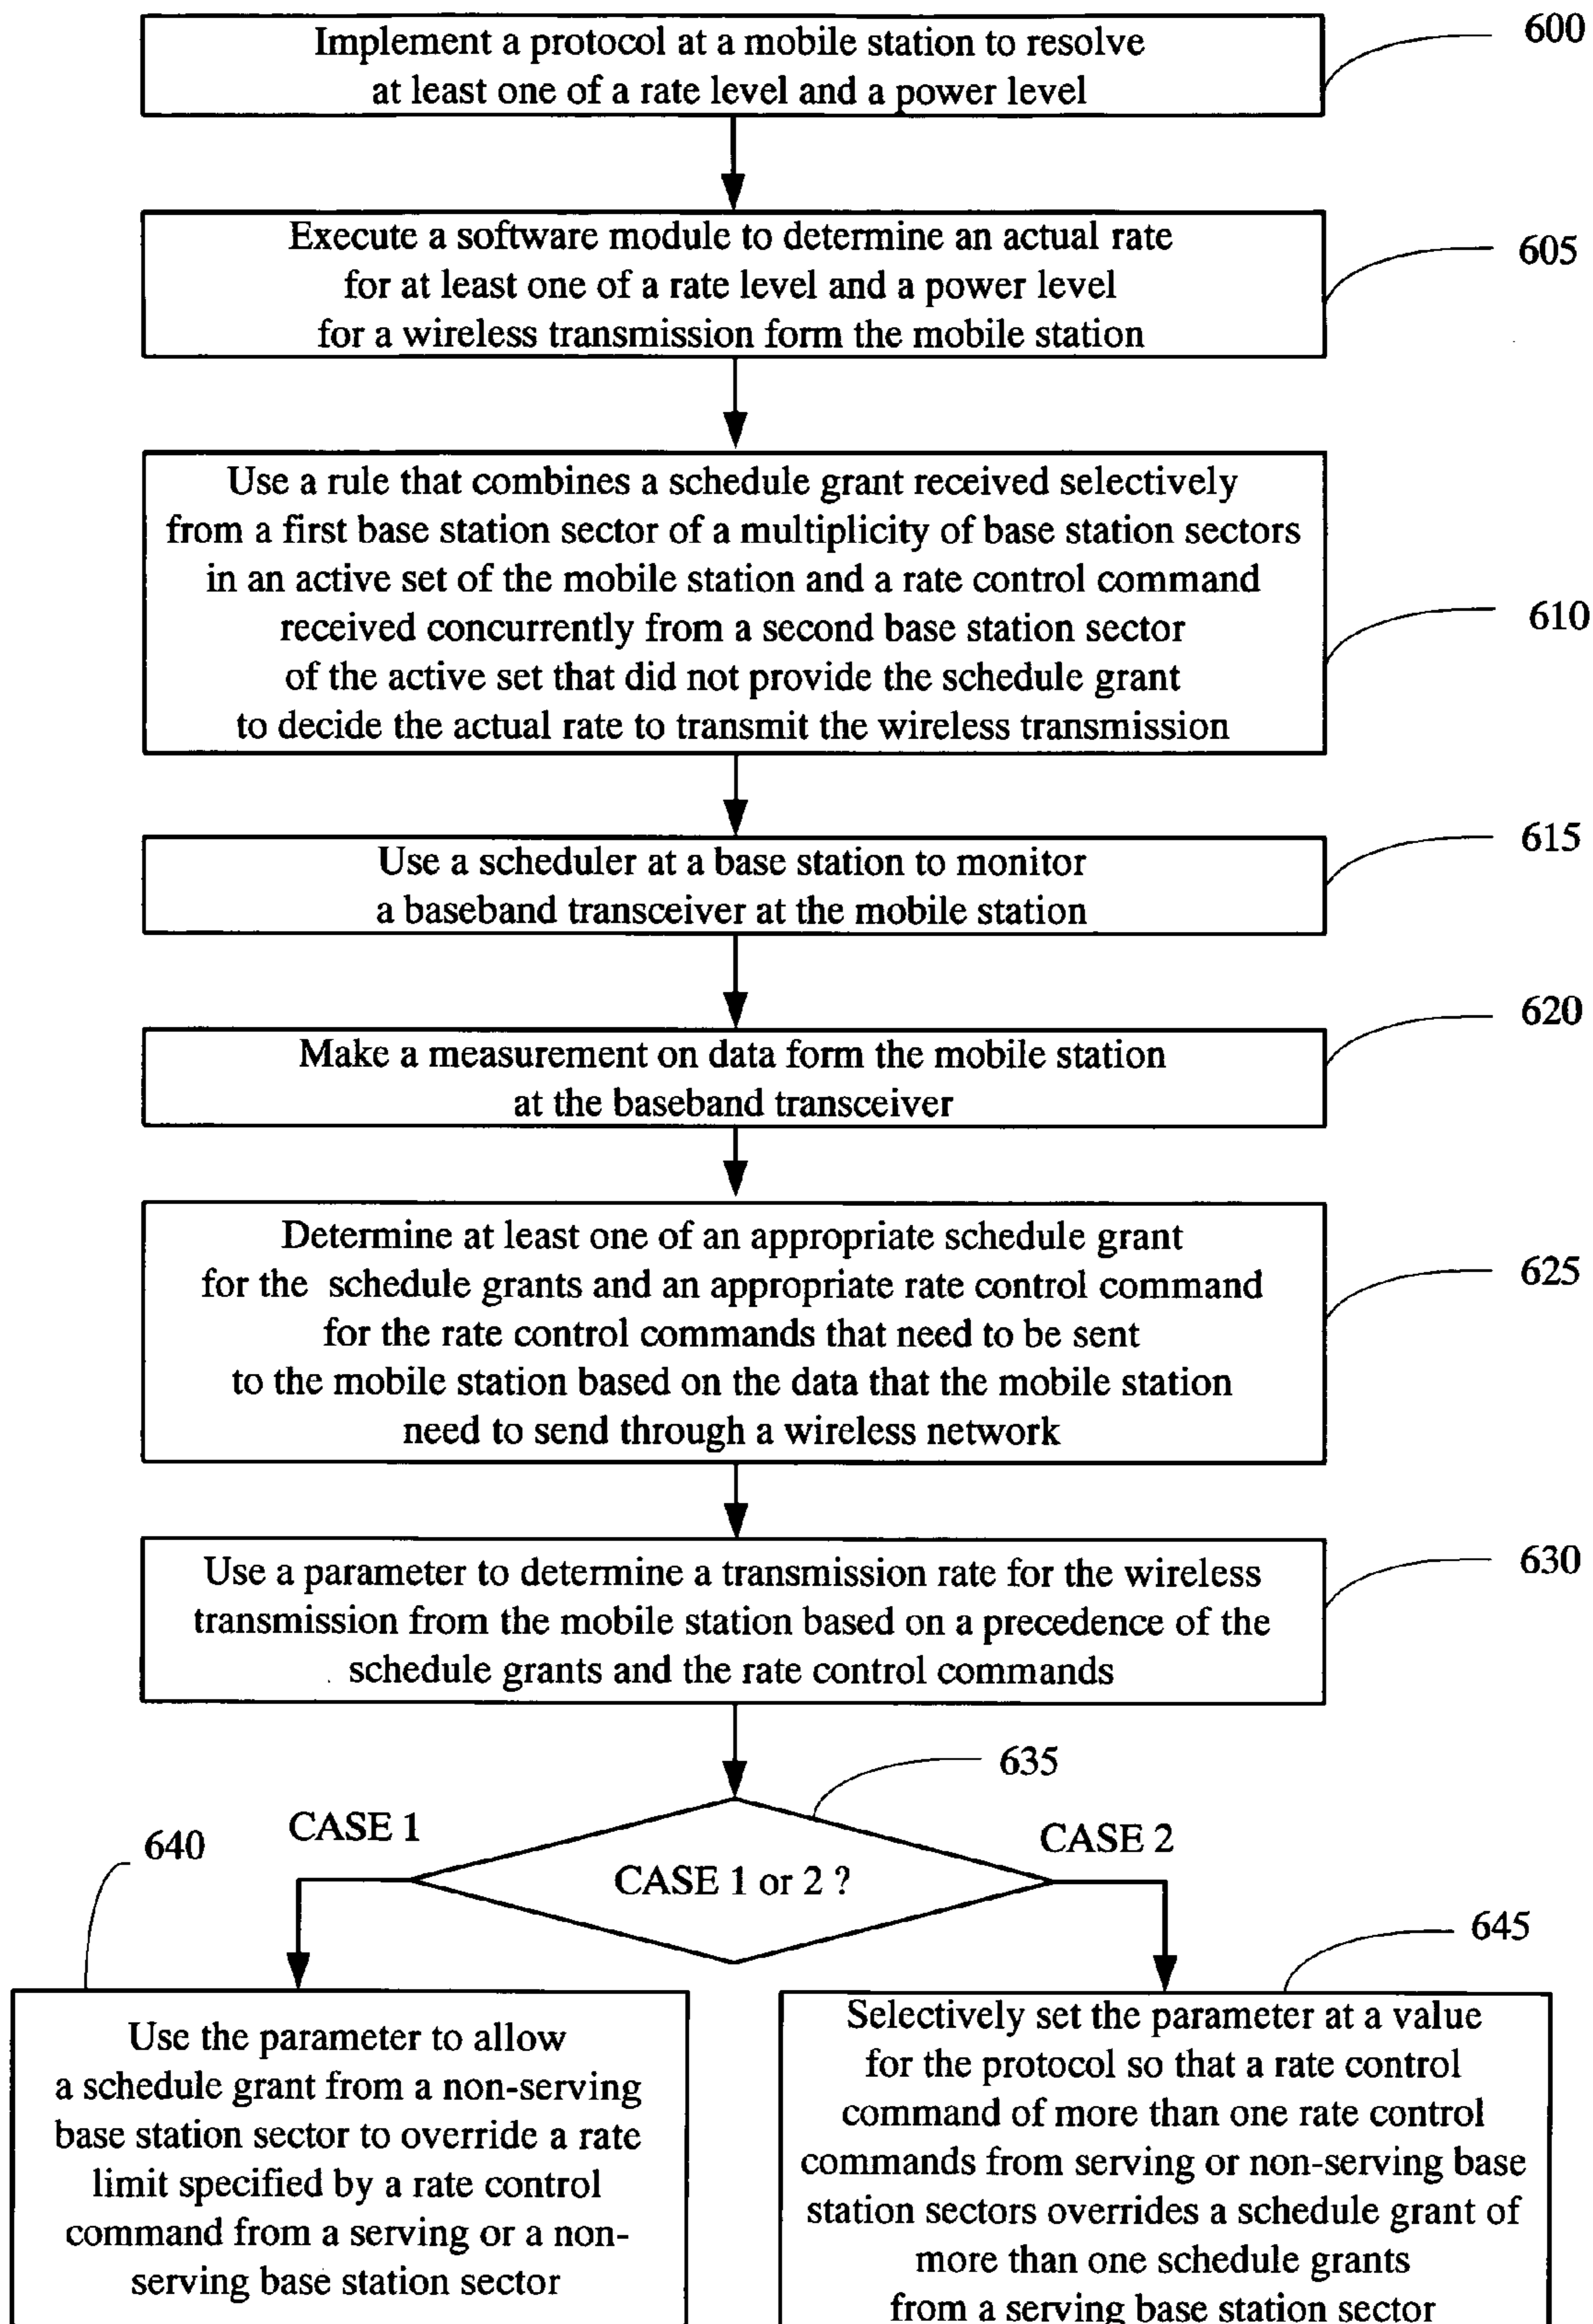 Implement a protocol at a mobile station to resolve
at least one of a rate level and a power level
600
Execute a software module to determine an actual rate
for at least one of a rate level and a power level
for a wireless transmission form the mobile station
605
Use a rule that combines a schedule grant received selectively
from a first base station sector of a multiplicity of base station sectors
in an active set of the mobile station and a rate control command
received concurrently from a second base station sector
of the active set that did not provide the schedule grant
to decide the actual rate to transmit the wireless transmission
610
Use a scheduler at a base station to monitor
a baseband transceiver at the mobile station
615
Make a measurement on data form the mobile station
at the baseband transceiver
620
Determine at least one of an appropriate schedule grant
for the schedule grants and an appropriate rate control command
for the rate control commands that need to be sent
to the mobile station based on the data that the mobile station
need to send through a wireless network
625
Use a parameter to determine a transmission rate for the wireless
transmission from the mobile station based on a precedence of the
schedule grants and the rate control commands
630
635
CASE 1
CASE 2
CASE 1 or 2 ?
640
Use the parameter to allow
a schedule grant from a non-serving
base station sector to override a rate
limit specified by a rate control
command from a serving or a non-
serving base station sector
645
Selectively set the parameter at a value
for the protocol so that a rate control
command of more than one rate control
commands from serving or non-serving base
station sectors overrides a schedule grant of
more than one schedule grants
from a serving base station sector